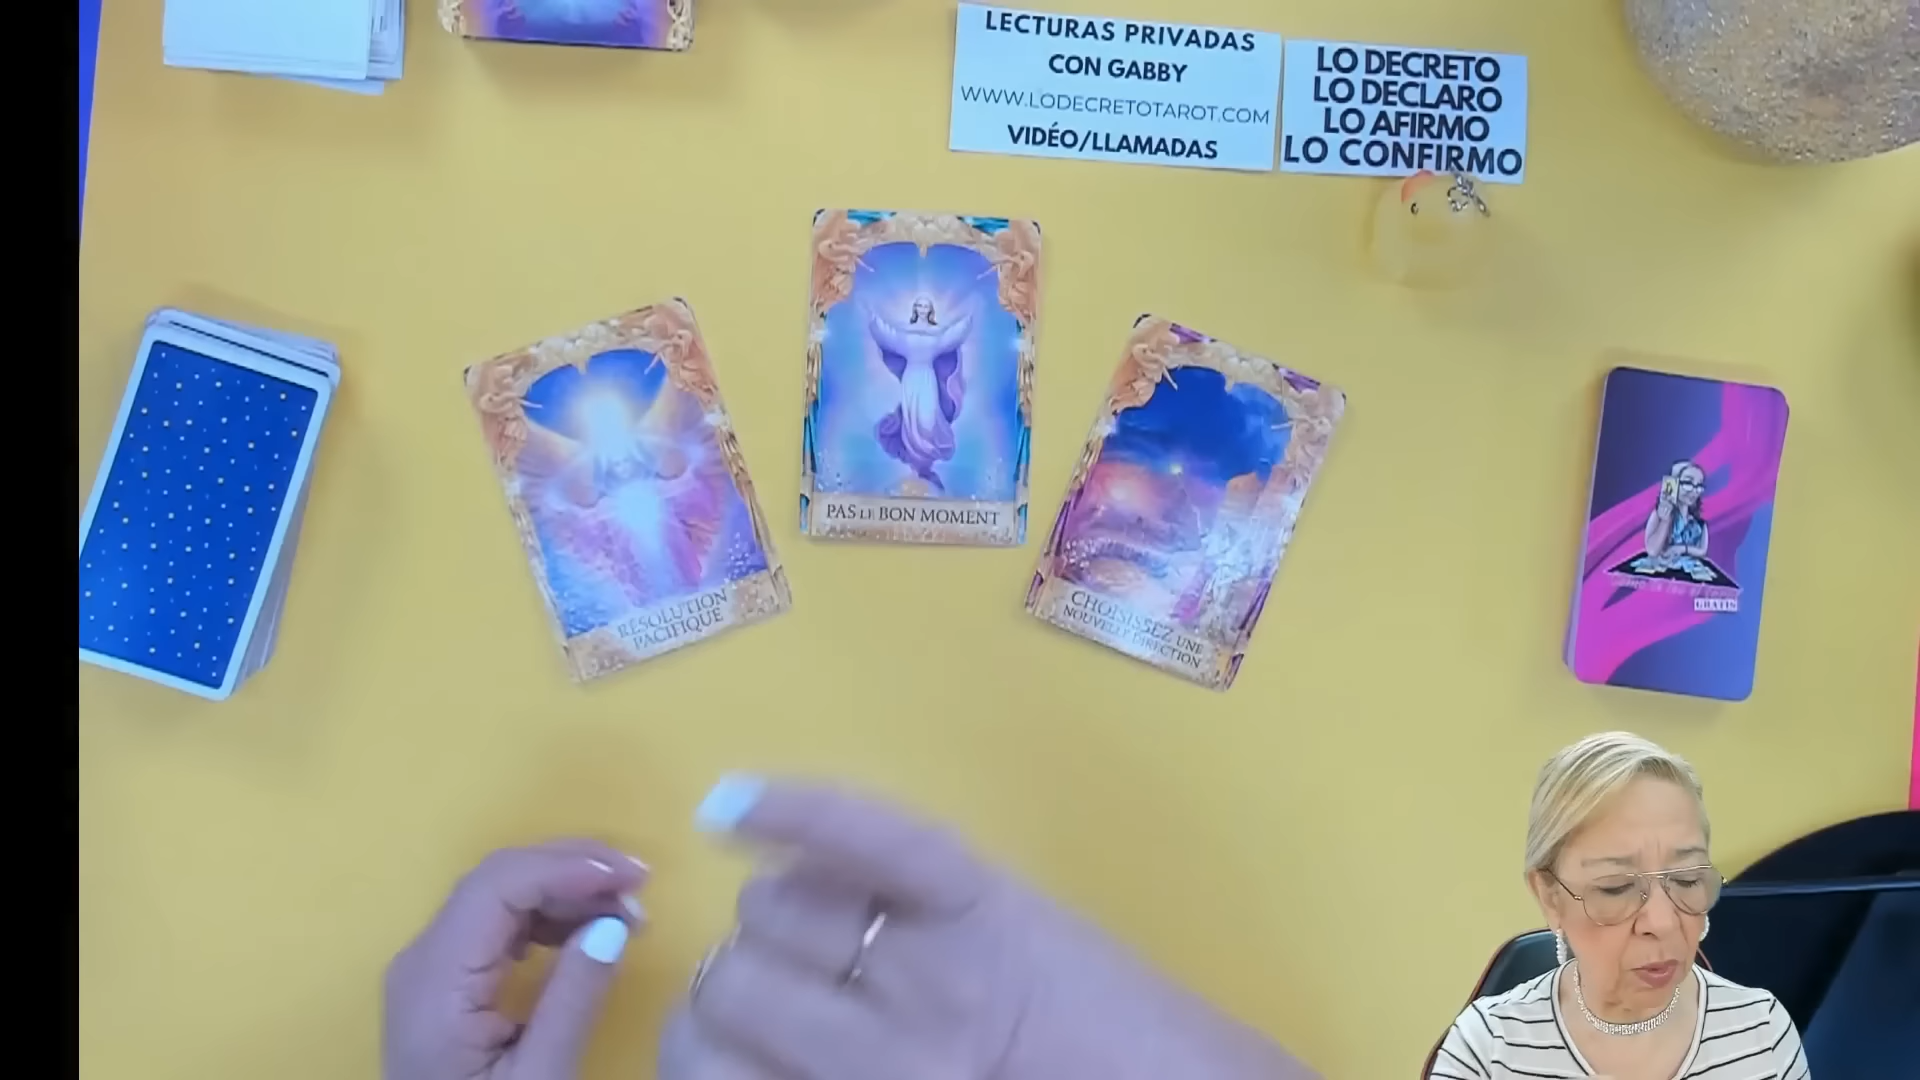 LECTURAS PRIVADAS
CON GABBY
WWW.LODECRETOTAROT.COM
VIDÉO/LLAMADAS
LO DECRETO
LO DECLARO
LO AFIRMO
LO CONFIRMO
RÉSOLUTION
PACIFIQUE
PAS LE BON MOMENT
CHOISISSEZ UNE
NOUVELLE DIRECTION
GRATIS